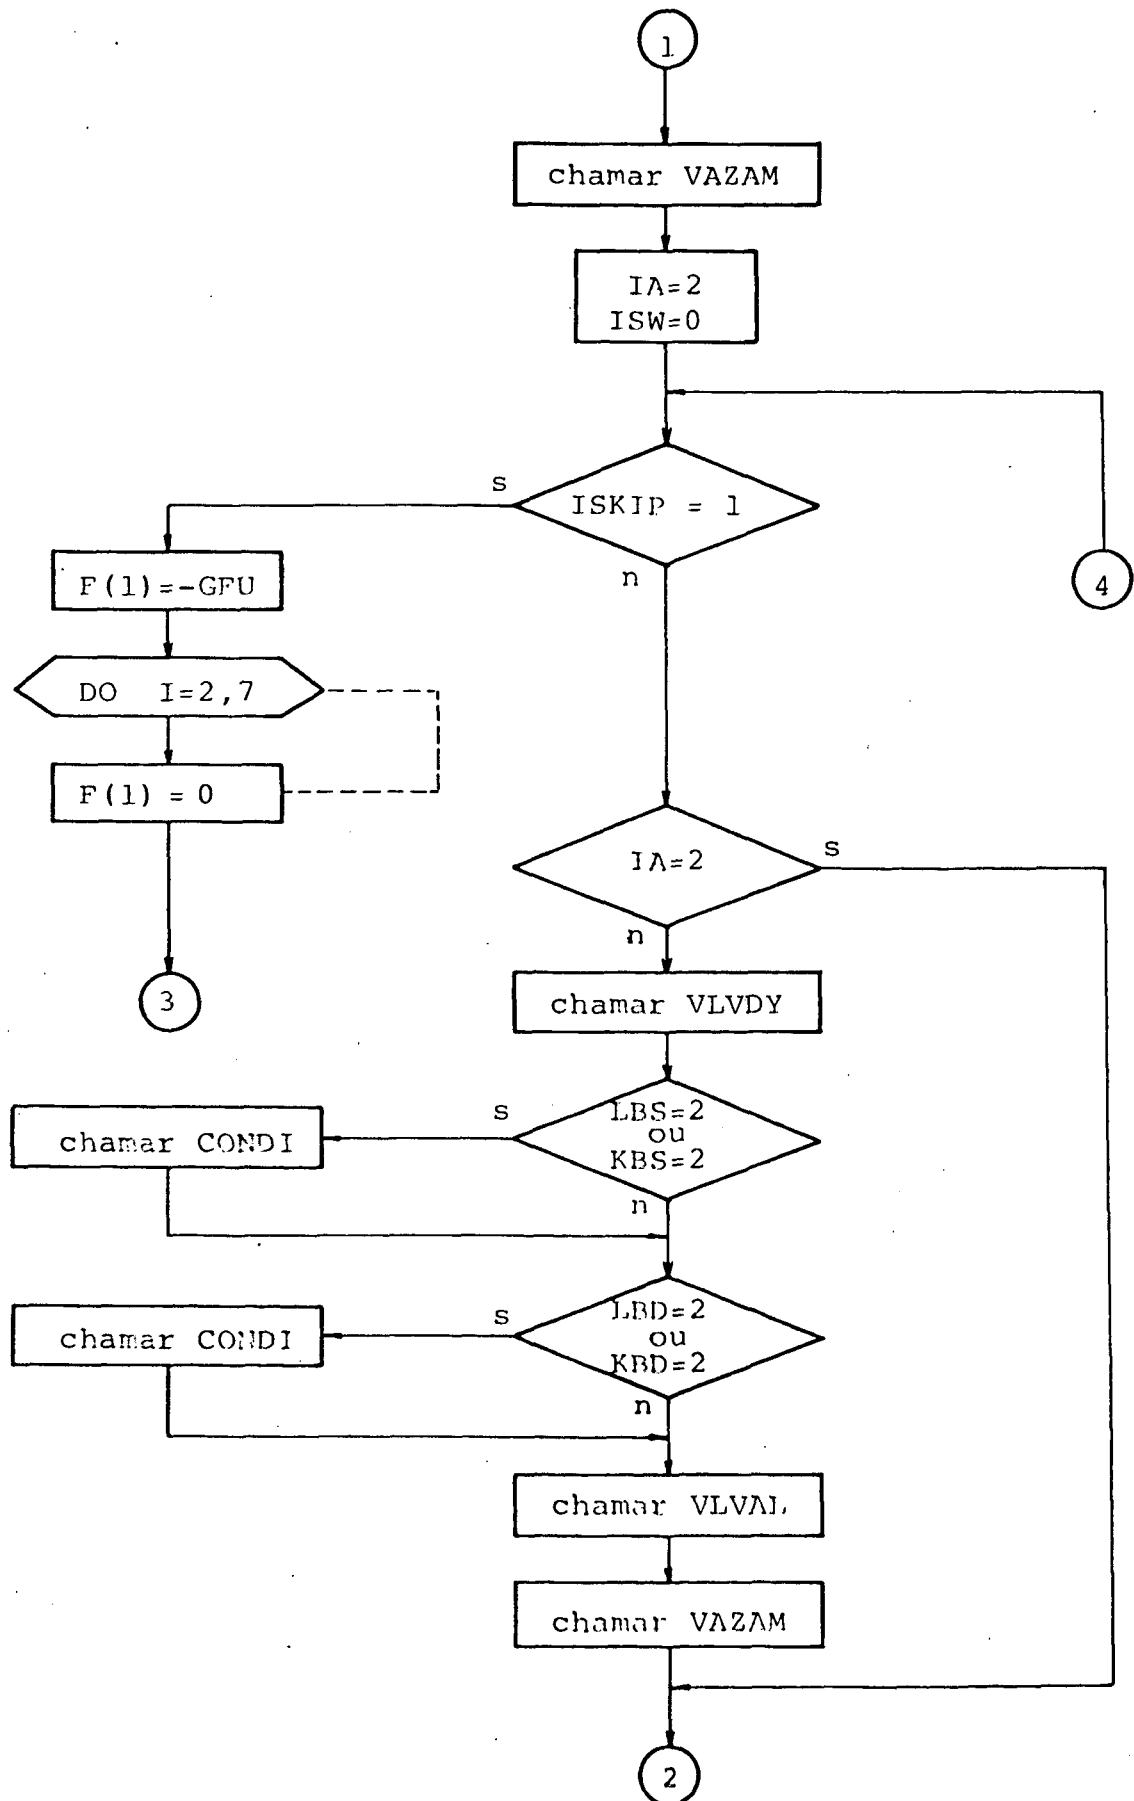 1
chamar VAZAM
IA=2
ISW=0
s
ISKIP = 1
n
4
F(1)=-GFU
DO I=2,7
F(1) = 0
IA=2
s
n
3
chamar VLVDY
s
LBS=2
ou
KBS=2
chamar CONDI
n
s
LBD=2
ou
KBD=2
chamar CONDI
n
chamar VLVAL
chamar VAZAM
2